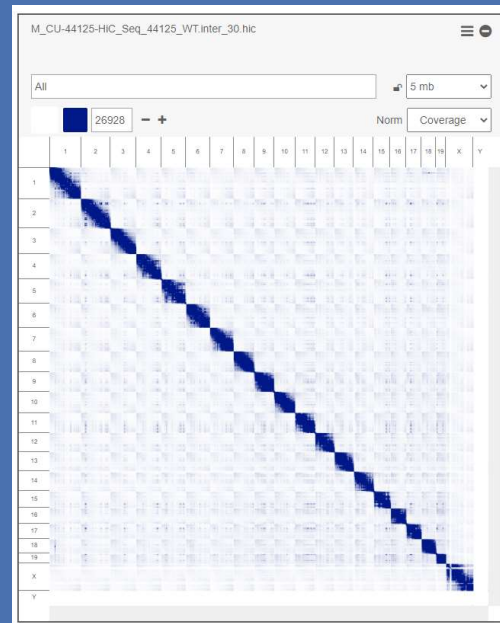 M_CU-44125-HiC_Seq_44125_WT.inter_30.hic
All
5 mb
26928
Norm
Coverage
1 2 3 4 5 6 7 8 9 10 11 12 13 14 15 16 17 18 19 X Y
1
2
3
4
5
6
7
8
9
10
11
12
13
14
15
16
17
18
19
X
Y